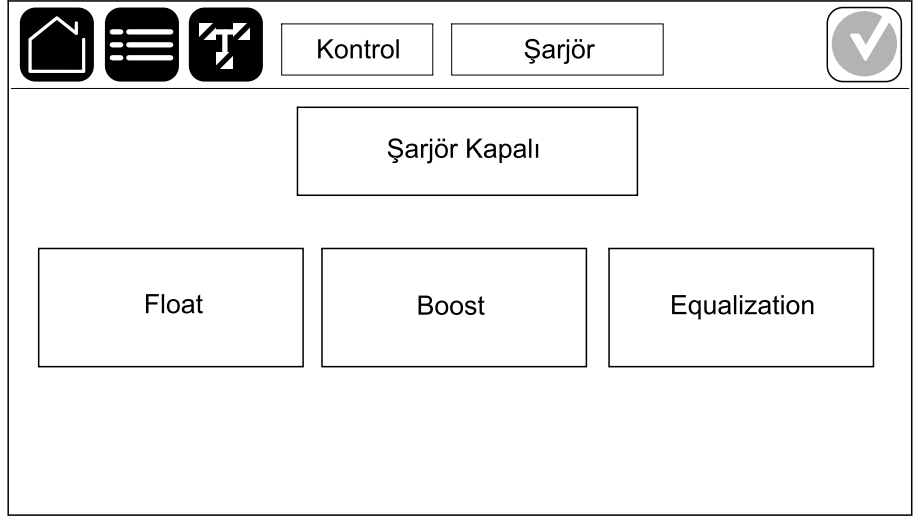 Kontrol
Şarjör
Şarjör Kapalı
Float
Boost
Equalization